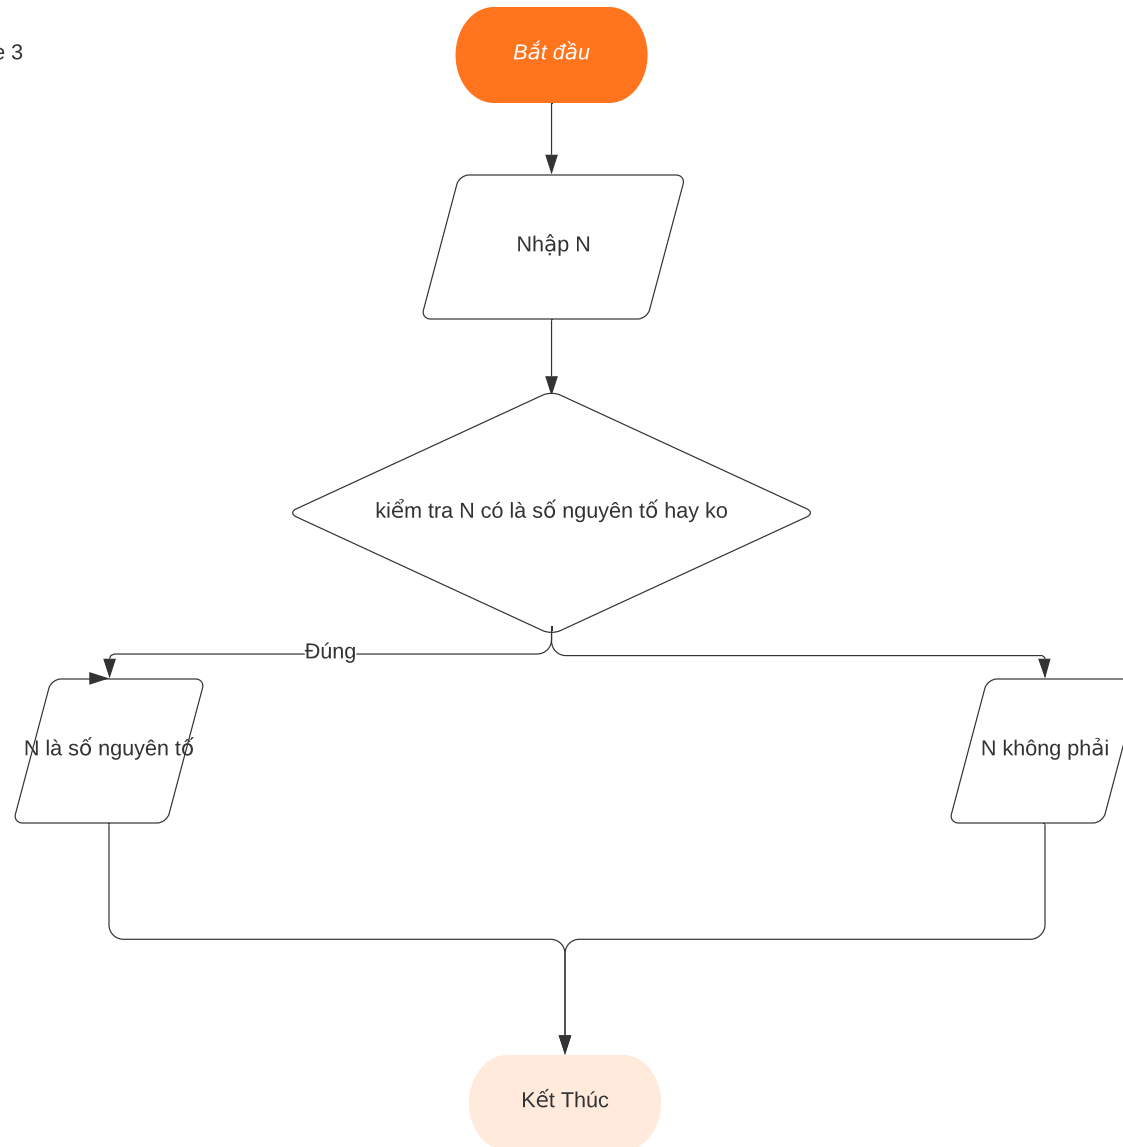 e 3
Bắt đầu
Nhập N
kiểm tra N có là số nguyên tố hay ko
Đúng
N là số nguyên tố
N không phải
Kết Thúc